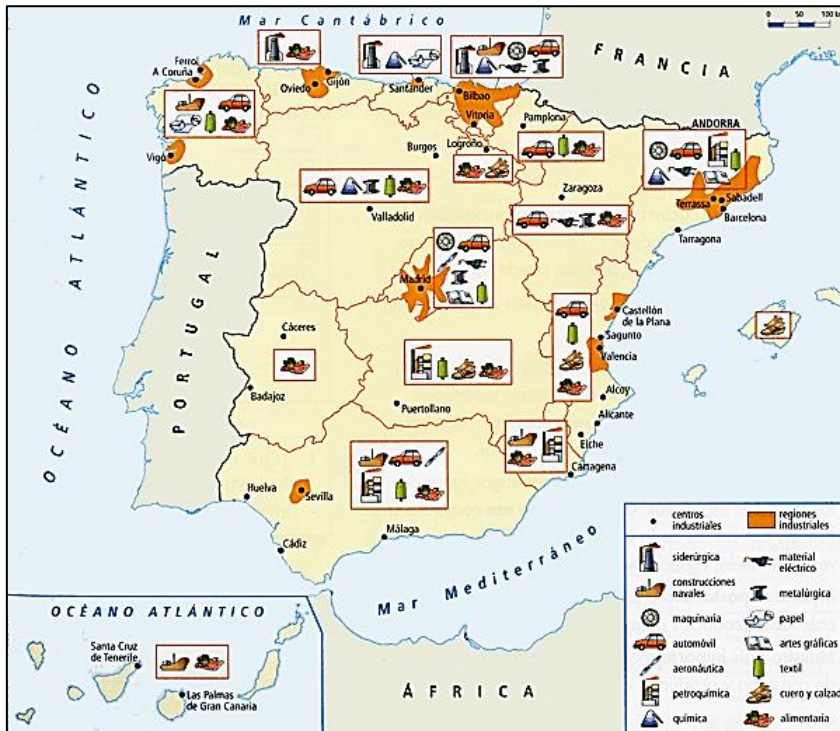 Mar Cantábrico
0 50 100 k
FRANCIA
Ferrol
A Coruña
Oviedo
Gijón
Santander
Bilbao
Vitoria
Pamplona
ANDORRA
Vigo
Burgos
Logroño
Valladolid
Zaragoza
Terrassa
Sabadell
Barcelona
Tarragona
OCÉANO ATLÁNTICO
PORTUGAL
Madrid
Castellón
de la Plana
Sagunto
Valencia
Cáceres
Badajoz
Puertollano
Alcoy
Alicante
Elche
Cartagena
Huelva
Sevilla
Cádiz
Málaga
Mar Mediterráneo
ÁFRICA
OCÉANO ATLÁNTICO
Santa Cruz
de Tenerife
Las Palmas
de Gran Canaria
centros
industriales
regiones
industriales
siderúrgica
material
eléctrico
construcciones
navales
metalúrgica
maquinaria
papel
automóvil
artes gráficas
aeronáutica
textil
petroquímica
cuero y calzad
química
alimentaria